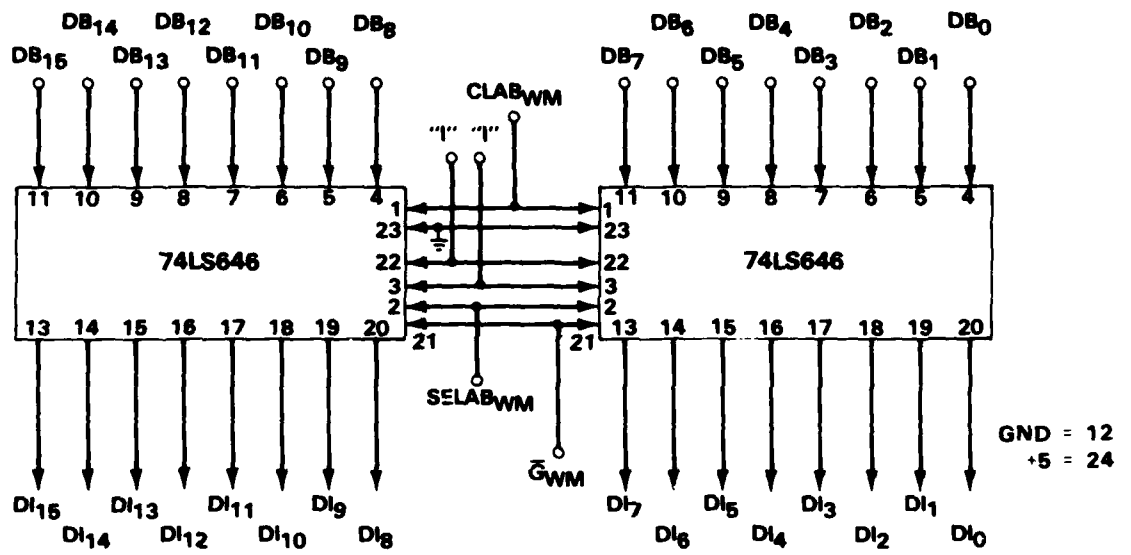 DB14 DB12 DB10 DB8 DB6 DB4 DB2 DB0
DB15 DB13 DB11 DB9 DB7 DB5 DB3 DB1
CLABWM
"1" "1"
11 10 9 8 7 6 5 4 11 10 9 8 7 6 5 4
1 1
23 23
74LS646 74LS646
22 22
3 3
2 2
13 14 15 16 17 18 19 20 13 14 15 16 17 18 19 20
21 21
SELABWM
GND = 12
+5 = 24
G̅WM
DI15 DI13 DI11 DI9 DI7 DI5 DI3 DI1
DI14 DI12 DI10 DI8 DI6 DI4 DI2 DI0